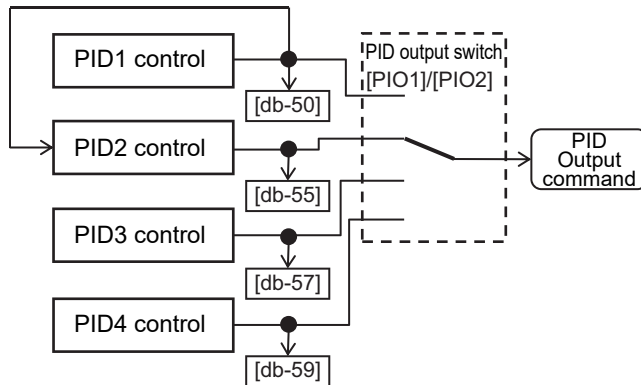 PID1 control
[db-50]
PID output switch
[PIO1]/[PIO2]
PID2 control
[db-55]
PID
Output
command
PID3 control
[db-57]
PID4 control
[db-59]